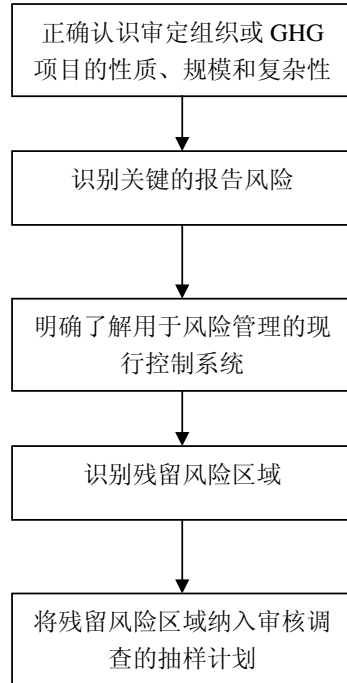 正确认识审定组织或 GHG
项目的性质、规模和复杂性
识别关键的报告风险
明确了解用于风险管理的现
行控制系统
识别残留风险区域
将残留风险区域纳入审核调
查的抽样计划